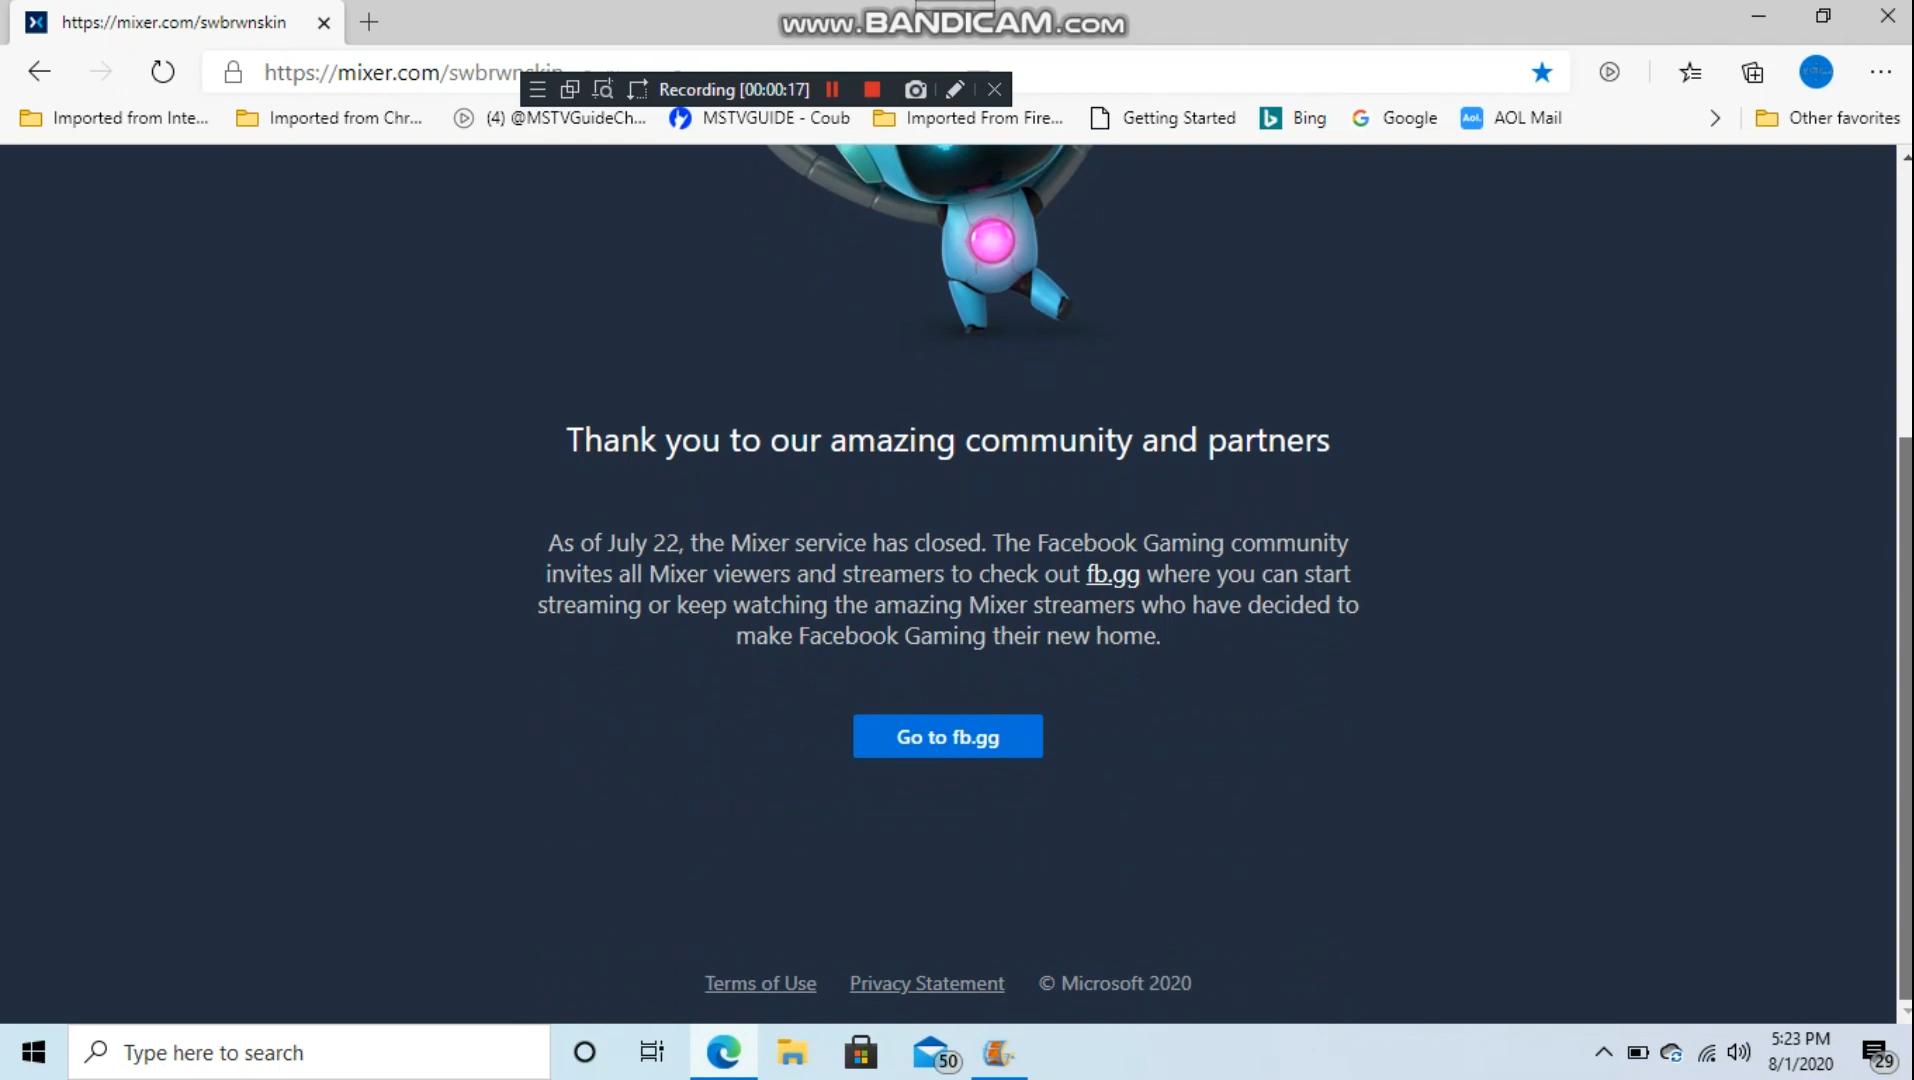 https://mixer.com/swbrwnskin
www.BANDICAM.com
https://mixer.com/swbrwnskin
Recording [00:00:17]
Imported from Inte...
Imported from Chr...
(4) @MSTVGuideCh...
MSTVGUIDE - Coub
Imported From Fire...
Getting Started
Bing
Google
Aol.
AOL Mail
Other favorites
Thank you to our amazing community and partners
As of July 22, the Mixer service has closed. The Facebook Gaming community
invites all Mixer viewers and streamers to check out fb.gg where you can start
streaming or keep watching the amazing Mixer streamers who have decided to
make Facebook Gaming their new home.
Go to fb.gg
Terms of Use
Privacy Statement
© Microsoft 2020
Type here to search
50
5:23 PM
8/1/2020
29